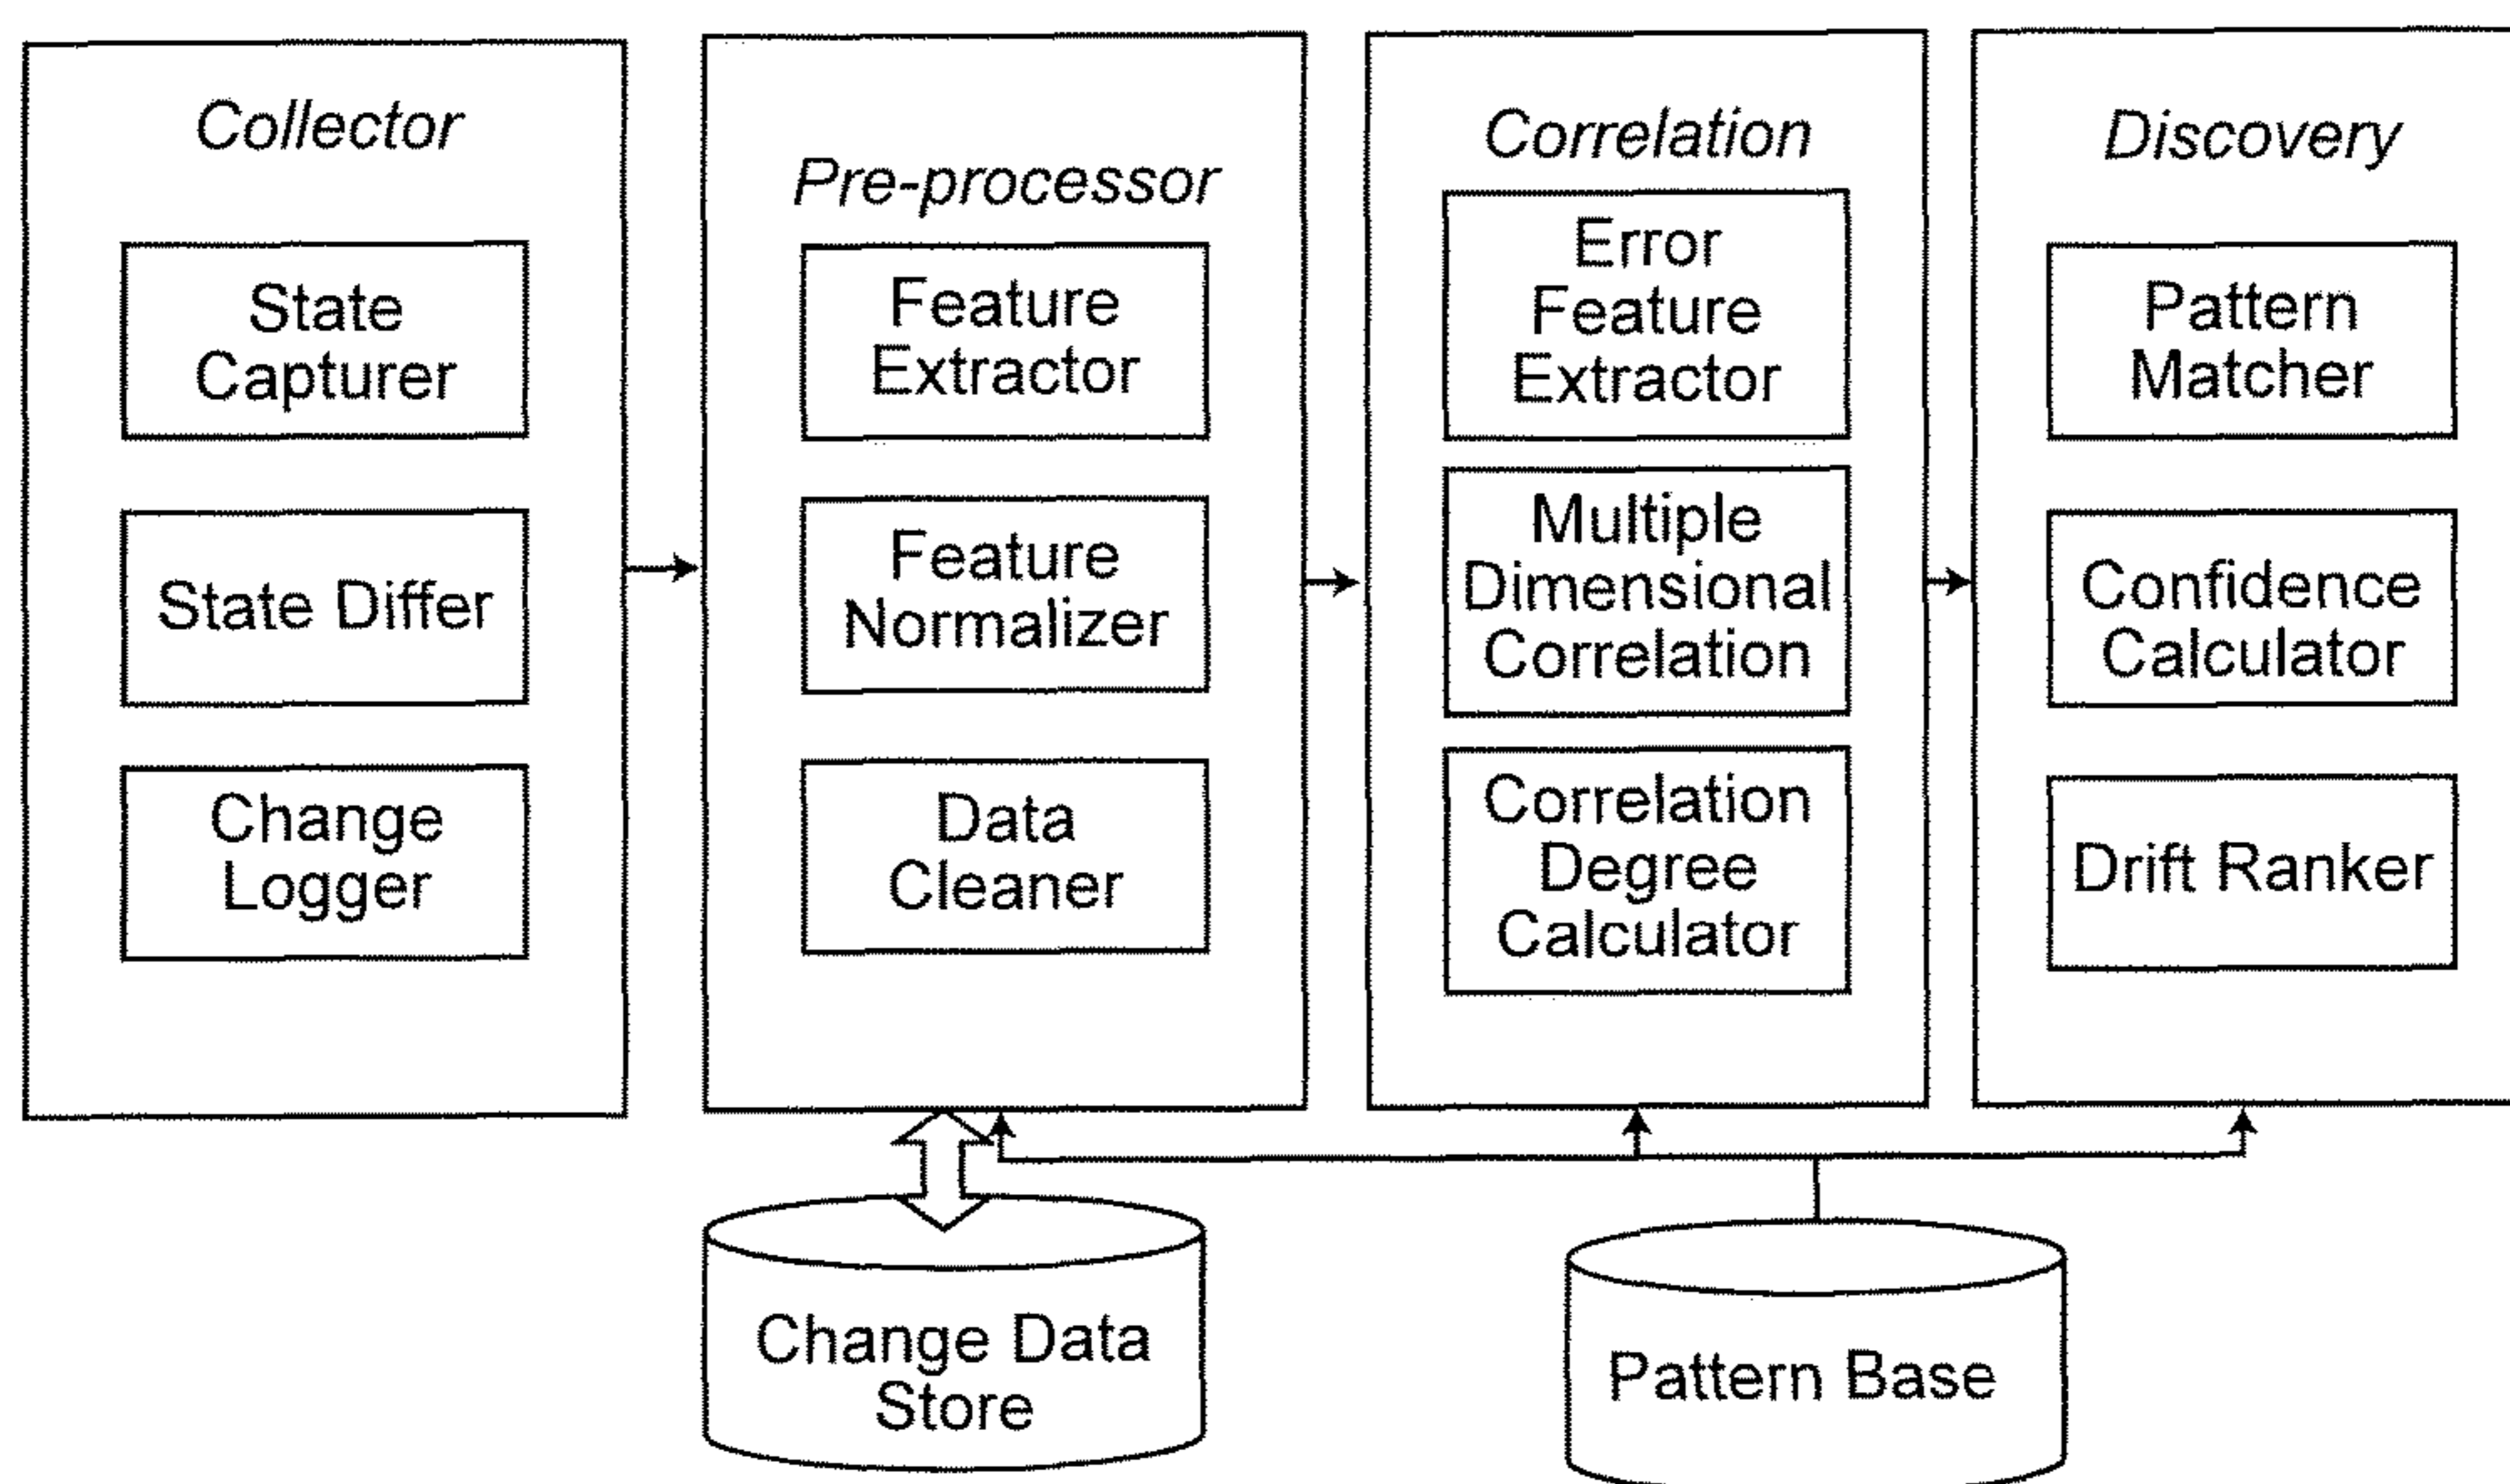 Collector
State
Capturer
State Differ
Change
Logger
Pre-processor
Feature
Extractor
Feature
Normalizer
Data
Cleaner
Correlation
Error
Feature
Extractor
Multiple
Dimensional
Correlation
Correlation
Degree
Calculator
Discovery
Pattern
Matcher
Confidence
Calculator
Drift Ranker
Change Data
Store
Pattern Base